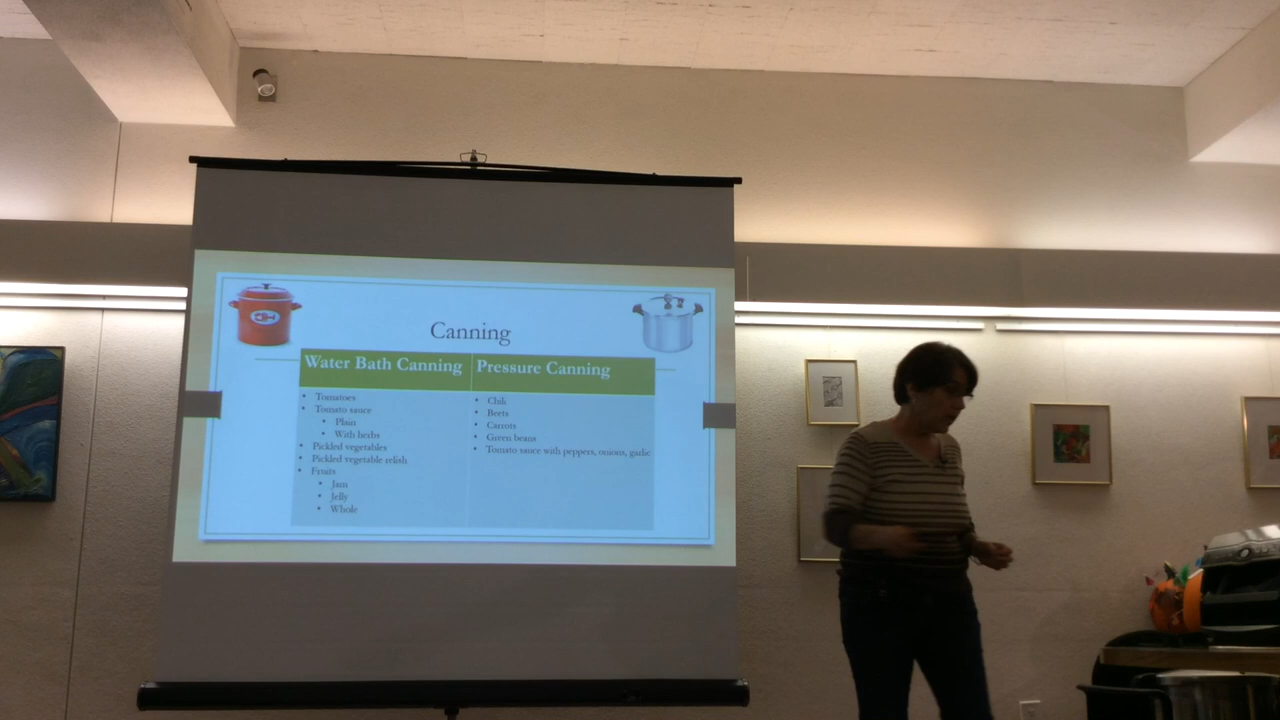 Canning
Water Bath Canning
Pressure Canning
• Tomatoes
• Tomato sauce
• Plain
• With herbs
• Pickled vegetables
• Pickled vegetable relish
• Fruits
• Jam
• Jelly
• Whole
• Chili
• Beets
• Carrots
• Green beans
• Tomato sauce with peppers, onions, garlic